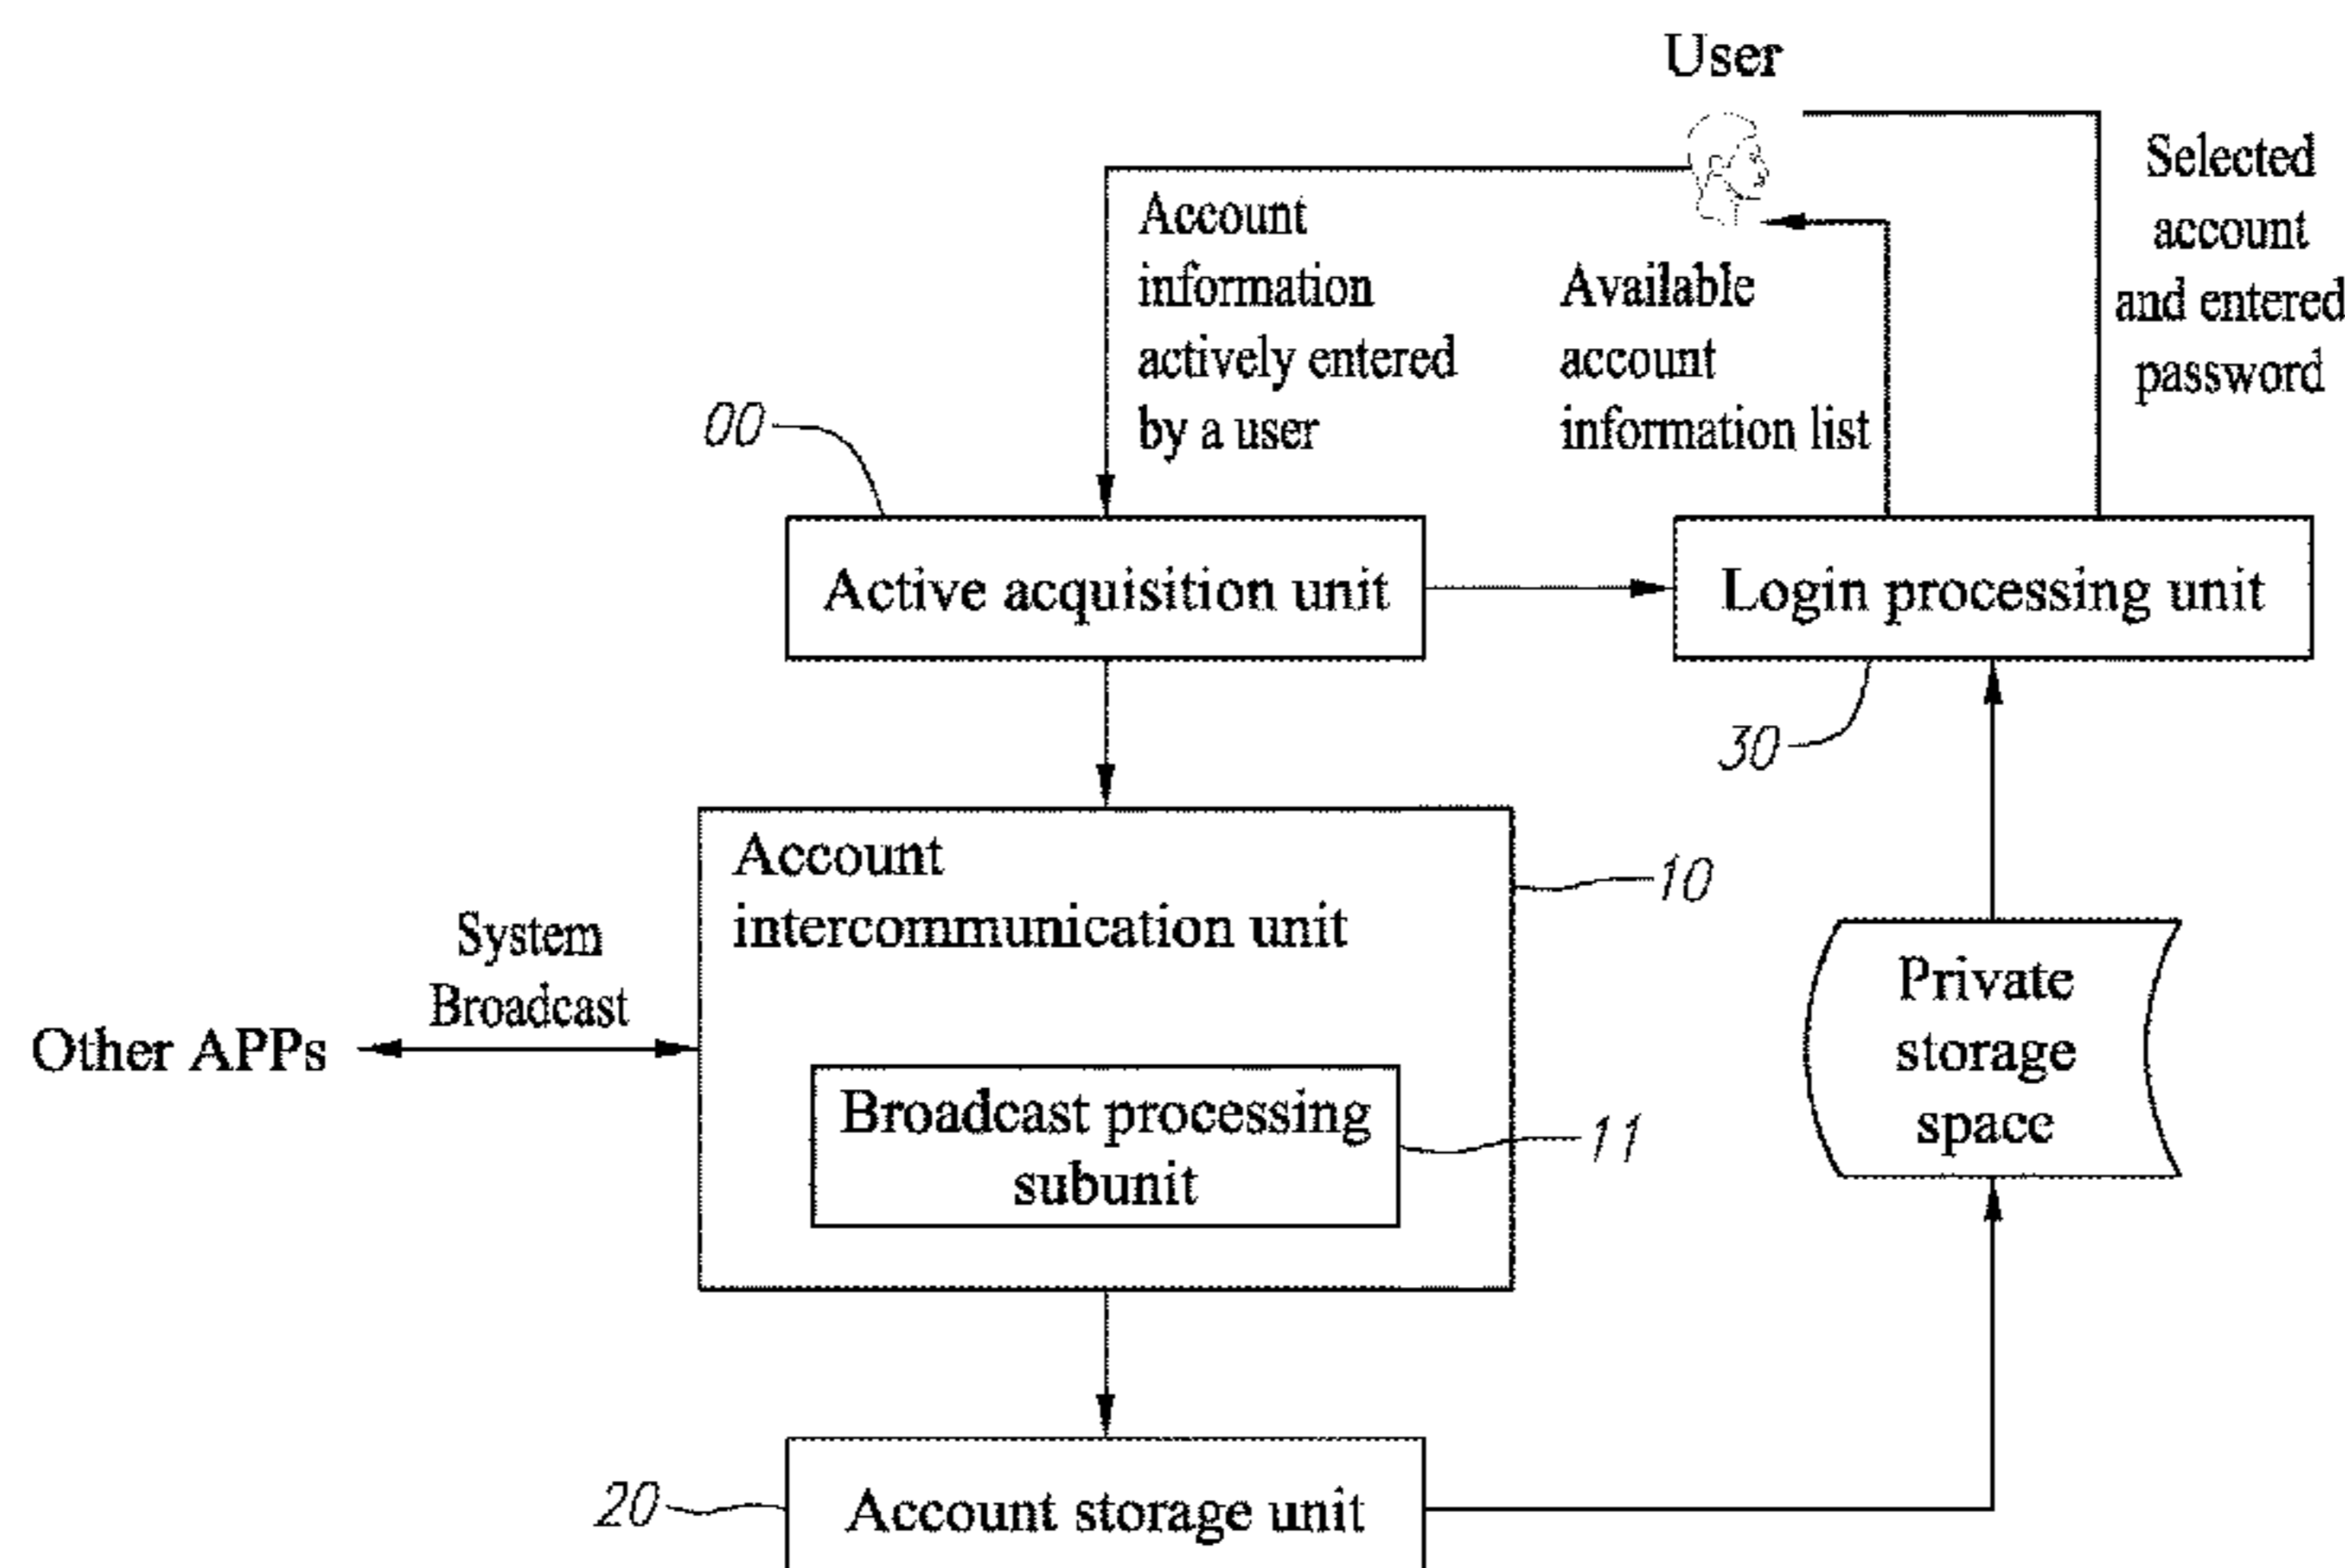 User
Selected
account
and entered
password
Account
information
actively entered
by a user
Available
account
information list
00
Active acquisition unit
Login processing unit
30
Account
intercommunication unit
10
System
Broadcast
Other APPs
Broadcast processing
subunit
11
Private
storage
space
20
Account storage unit